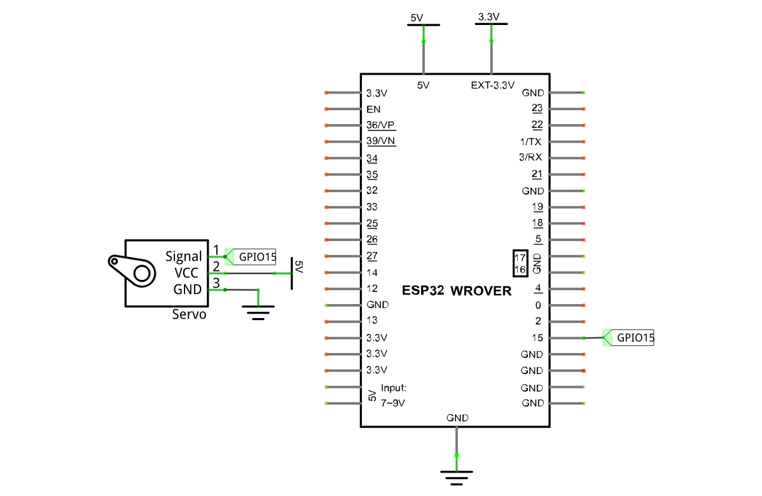 5V
3.3V
5V
EXT-3.3V
3.3V
EN
36/VP
39/VN
34
35
32
33
25
26
27
14
12
GND
13
3.3V
3.3V
3.3V
5V
Input:
7~9V
GND
23
22
1/TX
3/RX
21
GND
19
18
5
17
16
GND
4
0
2
15
GND
GND
GND
GND
ESP32 WROVER
GND
GPIO15
Signal
VCC
GND
1
2
3
GPIO15
5V
Servo